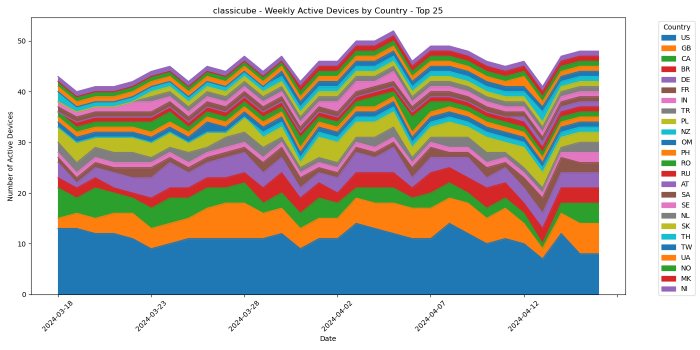 classicube - Weekly Active Devices by Country - Top 25
Number of Active Devices
50
40
30
20
10
0
2024-03-18
2024-03-23
2024-03-28
2024-04-02
2024-04-07
2024-04-12
Date
Country
US
GB
CA
BR
DE
FR
IN
TR
PL
NZ
OM
PH
RO
RU
AT
SA
SE
NL
SK
TH
TW
UA
NO
MK
NI